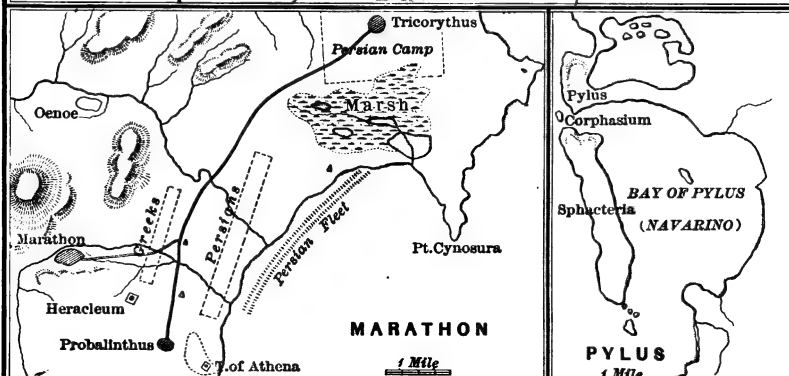 Tricorythus
Persian Camp
Marsh
Oenoe
Greeks
Persians
Persian Fleet
Marathon
Pt. Cynosura
Heracleum
Probalinthus
T. of Athena
MARATHON
1 Mile
Pylus
Corphasium
Sphacteria
BAY OF PYLUS
(NAVARINO)
PYLUS
1 Mile